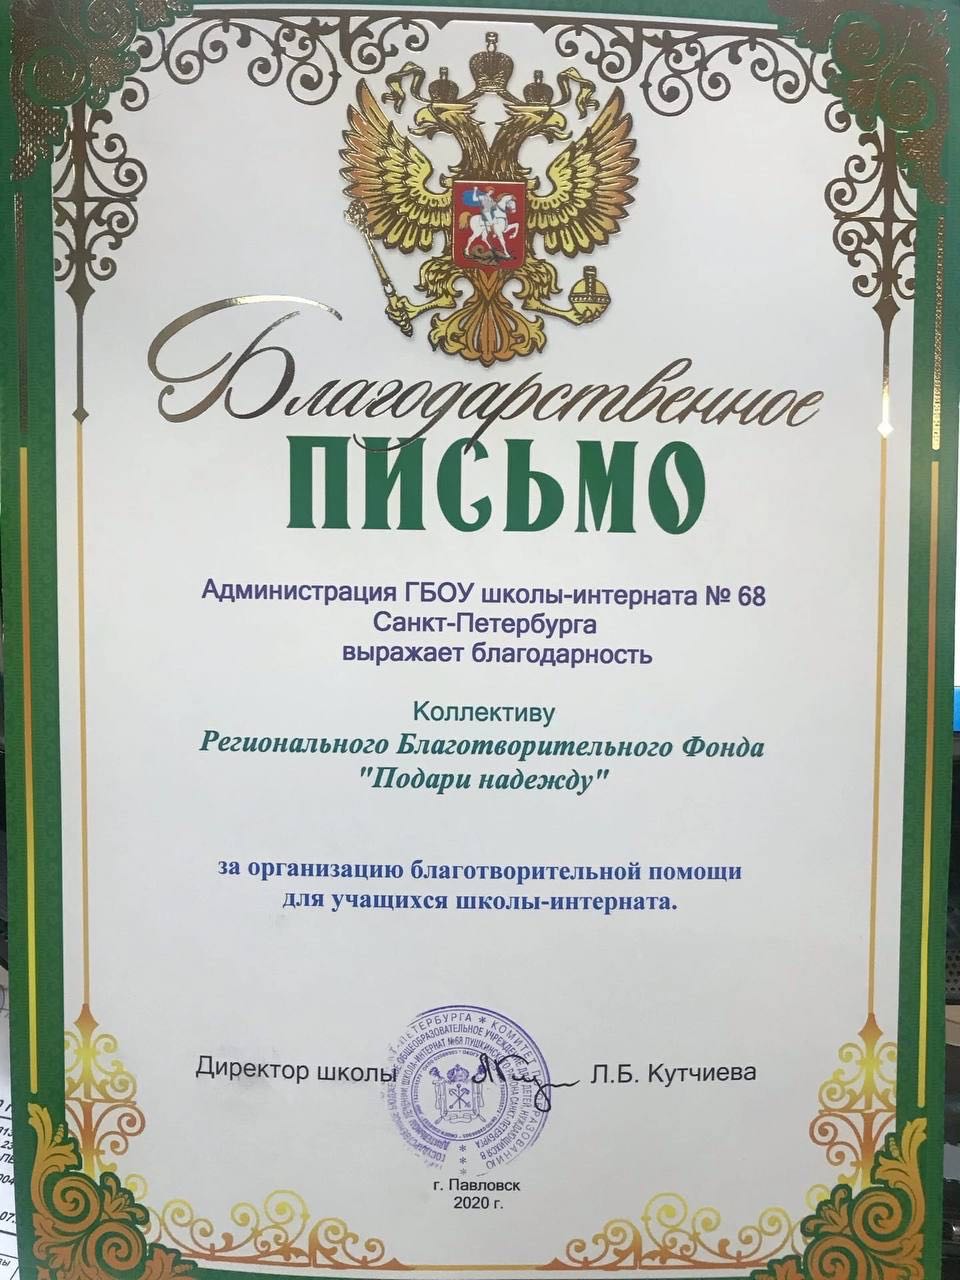 Благодарственное
ПИСЬМО
Администрация ГБОУ школы-интерната № 68
Санкт-Петербурга
выражает благодарность
Коллективу
Регионального Благотворительного Фонда
"Подари надежду"
за организацию благотворительной помощи
для учащихся школы-интерната.
Директор школы
Л.Б. Кутчиева
г. Павловск
2020 г.